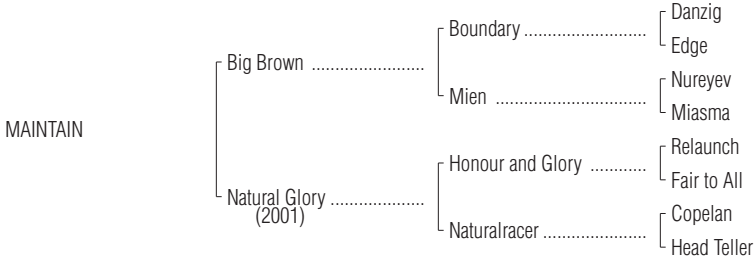 Danzig
Boundary ..........................
Edge
Big Brown ........................
Nureyev
Mien ................................
Miasma
MAINTAIN
Relaunch
Honour and Glory ............
Fair to All
Natural Glory ....................
(2001)
Copelan
Naturalracer ......................
Head Teller